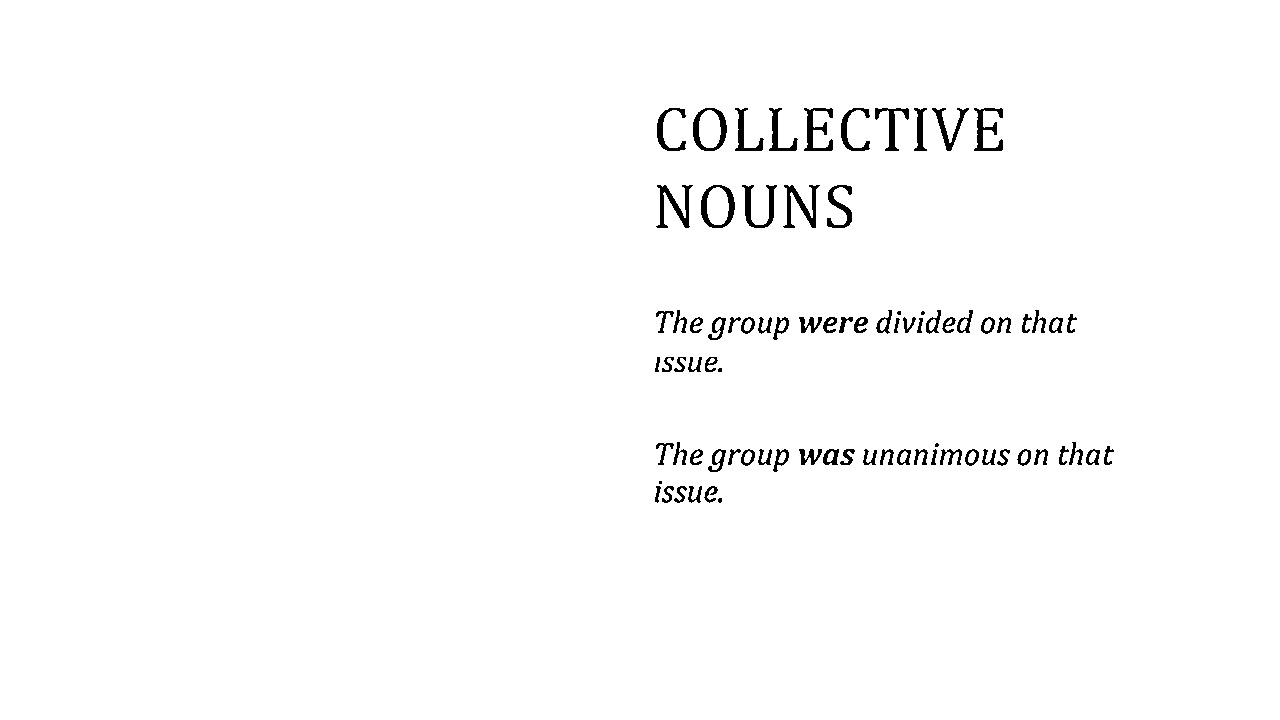 COLLECTIVE
NOUNS
The group were divided on that
issue.
The group was unanimous on that
issue.